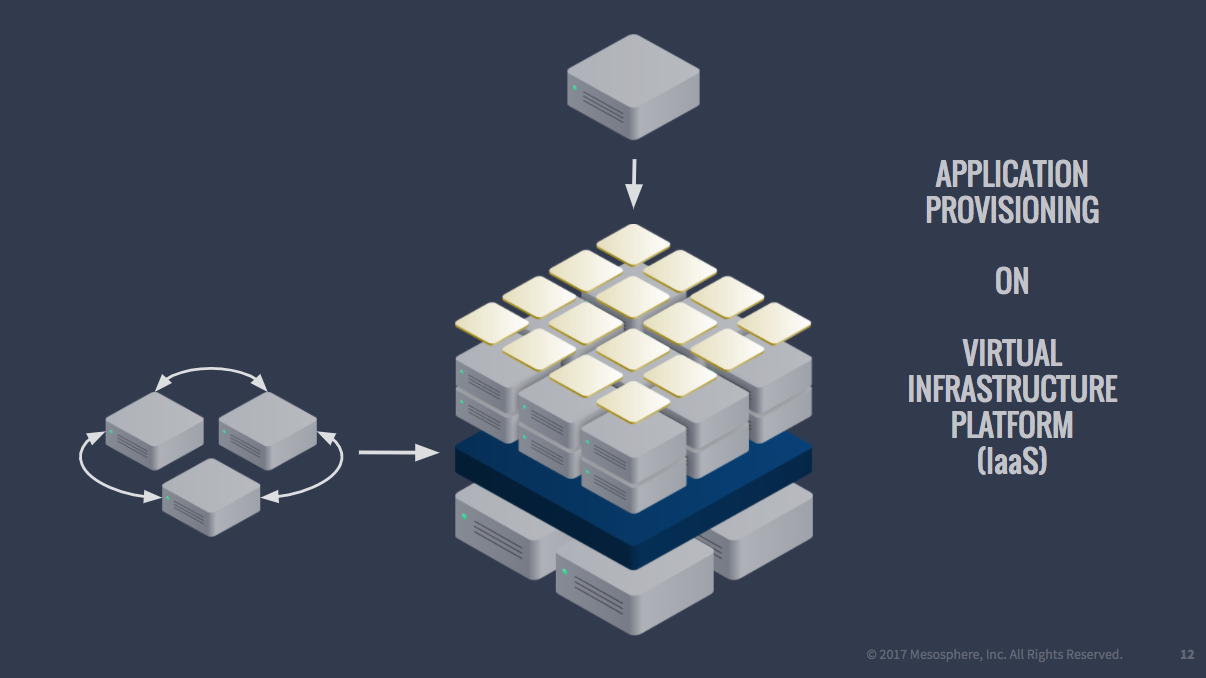 APPLICATION
PROVISIONING
ON
VIRTUAL
INFRASTRUCTURE
PLATFORM
(IaaS)
© 2017 Mesosphere, Inc. All Rights Reserved.
12